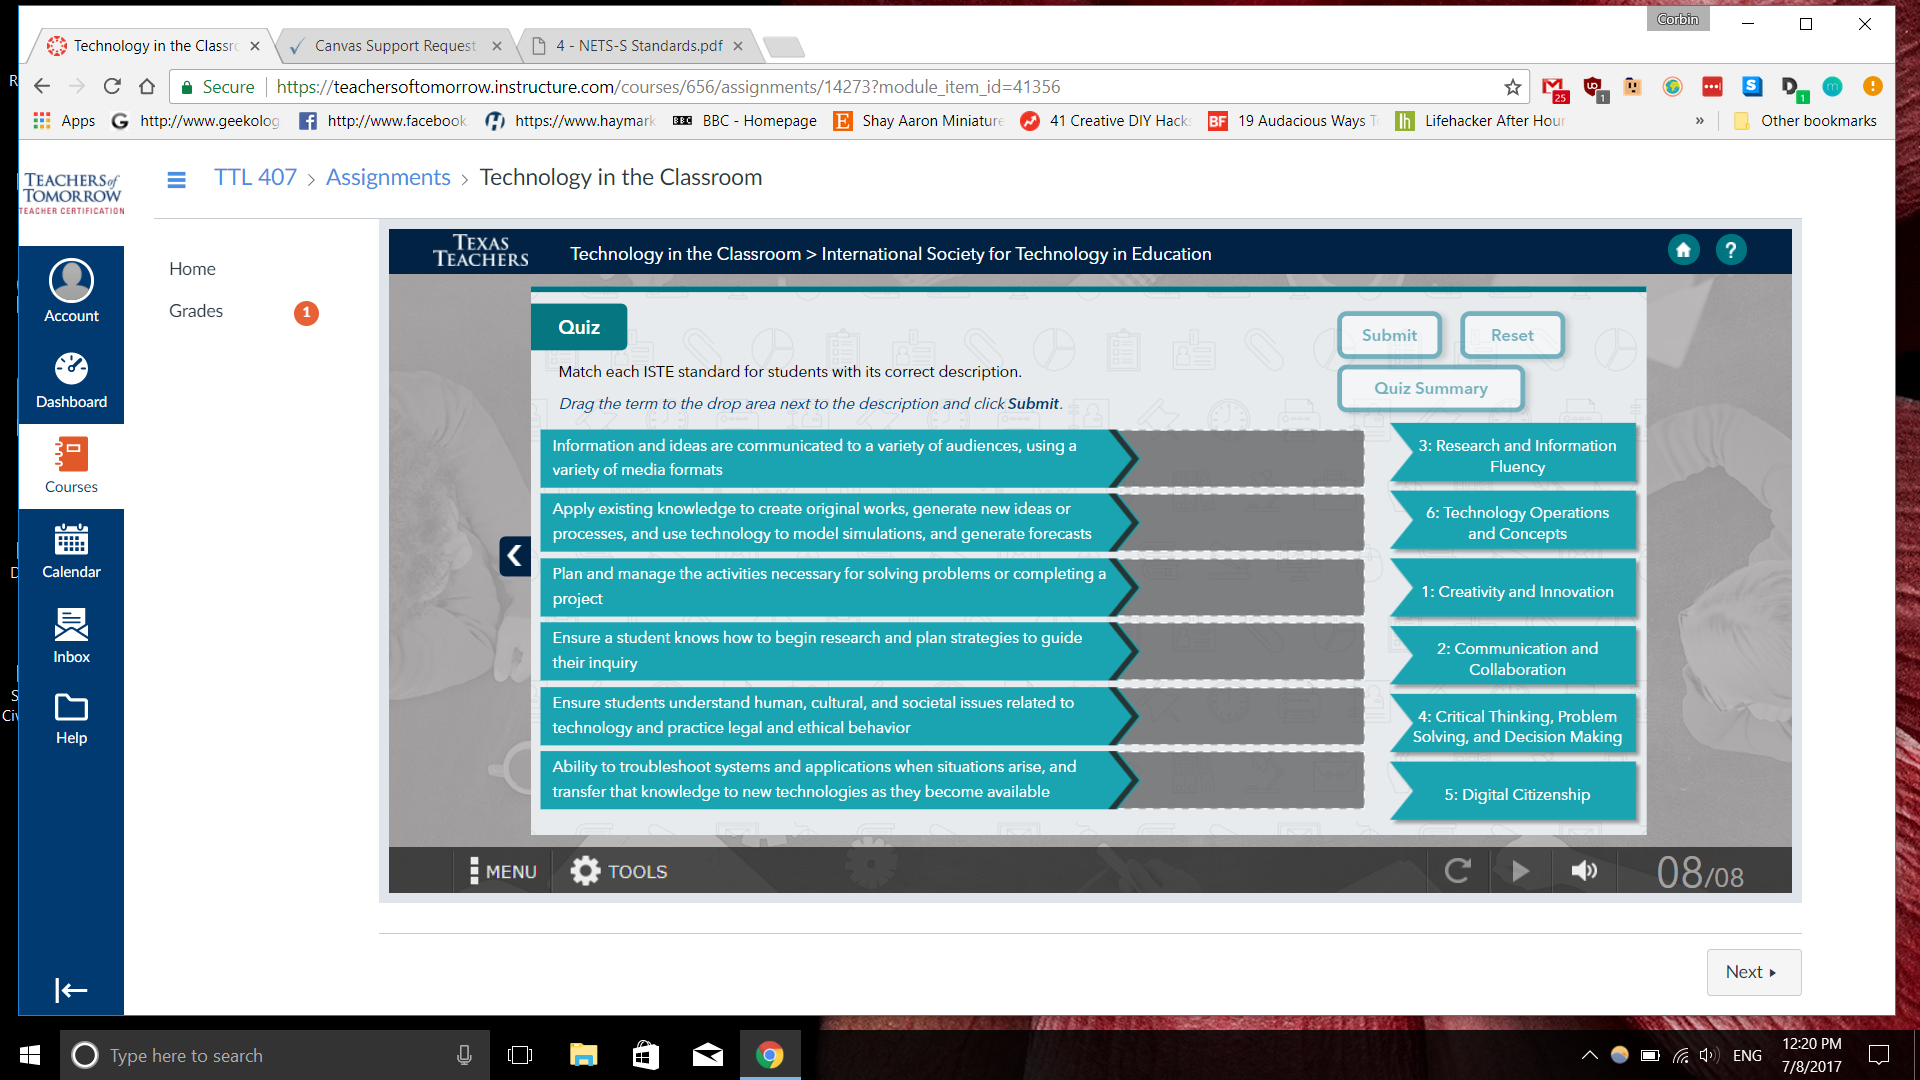 Corbin
Technology in the Classro
Canvas Support Request
4 - NETS-S Standards.pdf
Secure
https://teachersoftomorrow.instructure.com/courses/656/assignments/14273?module_item_id=41356
25
1
1
Apps
http://www.geekolog
http://www.facebook
https://www.haymark
BBC - Homepage
Shay Aaron Miniature
41 Creative DIY Hacks
19 Audacious Ways T
Lifehacker After Hour
»
Other bookmarks
TEACHERS of
TOMORROW
TEACHER CERTIFICATION
TTL 407 > Assignments > Technology in the Classroom
Account
Dashboard
Courses
Calendar
Inbox
Help
Home
Grades
1
TEXAS
TEACHERS
Technology in the Classroom > International Society for Technology in Education
?
Quiz
Submit
Reset
Quiz Summary
Match each ISTE standard for students with its correct description.
Drag the term to the drop area next to the description and click Submit.
Information and ideas are communicated to a variety of audiences, using a
variety of media formats
Apply existing knowledge to create original works, generate new ideas or
processes, and use technology to model simulations, and generate forecasts
Plan and manage the activities necessary for solving problems or completing a
project
Ensure a student knows how to begin research and plan strategies to guide
their inquiry
Ensure students understand human, cultural, and societal issues related to
technology and practice legal and ethical behavior
Ability to troubleshoot systems and applications when situations arise, and
transfer that knowledge to new technologies as they become available
3: Research and Information
Fluency
6: Technology Operations
and Concepts
1: Creativity and Innovation
2: Communication and
Collaboration
4: Critical Thinking, Problem
Solving, and Decision Making
5: Digital Citizenship
MENU
TOOLS
08/08
Next
Type here to search
ENG
12:20 PM
7/8/2017